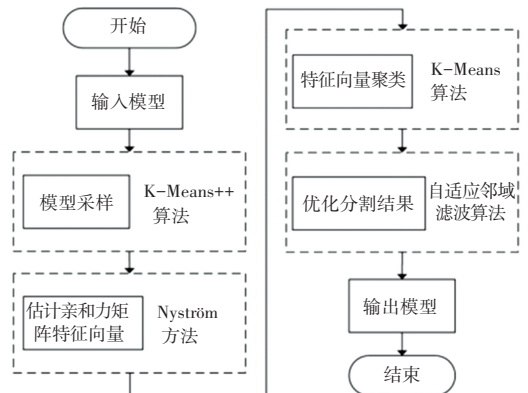 开始
输入模型
模型采样
K-Means++
算法
估计亲和力矩
阵特征向量
Nyström
方法
特征向量聚类
K-Means
算法
优化分割结果
自适应邻域
滤波算法
输出模型
结束